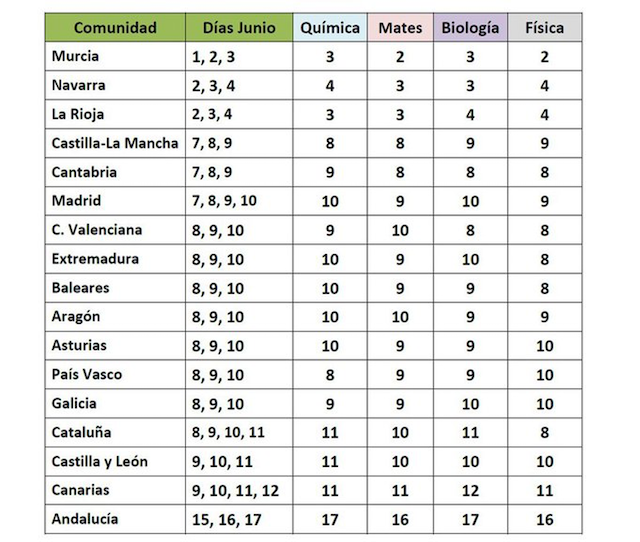 Comunidad Días Junio Química Mates Biología Física
Murcia 1, 2, 3 3 2 3 2
Navarra 2, 3, 4 4 3 3 4
La Rioja 2, 3, 4 3 3 4 4
Castilla-La Mancha 7, 8, 9 8 8 9 9
Cantabria 7, 8, 9 9 8 8 8
Madrid 7, 8, 9, 10 10 9 10 9
C. Valenciana 8, 9, 10 9 10 8 8
Extremadura 8, 9, 10 10 9 10 8
Baleares 8, 9, 10 10 9 9 8
Aragón 8, 9, 10 10 10 9 9
Asturias 8, 9, 10 10 9 9 10
País Vasco 8, 9, 10 8 9 9 10
Galicia 8, 9, 10 9 9 10 10
Cataluña 8, 9, 10, 11 11 10 11 8
Castilla y León 9, 10, 11 11 10 10 10
Canarias 9, 10, 11, 12 11 11 12 11
Andalucía 15, 16, 17 17 16 17 16